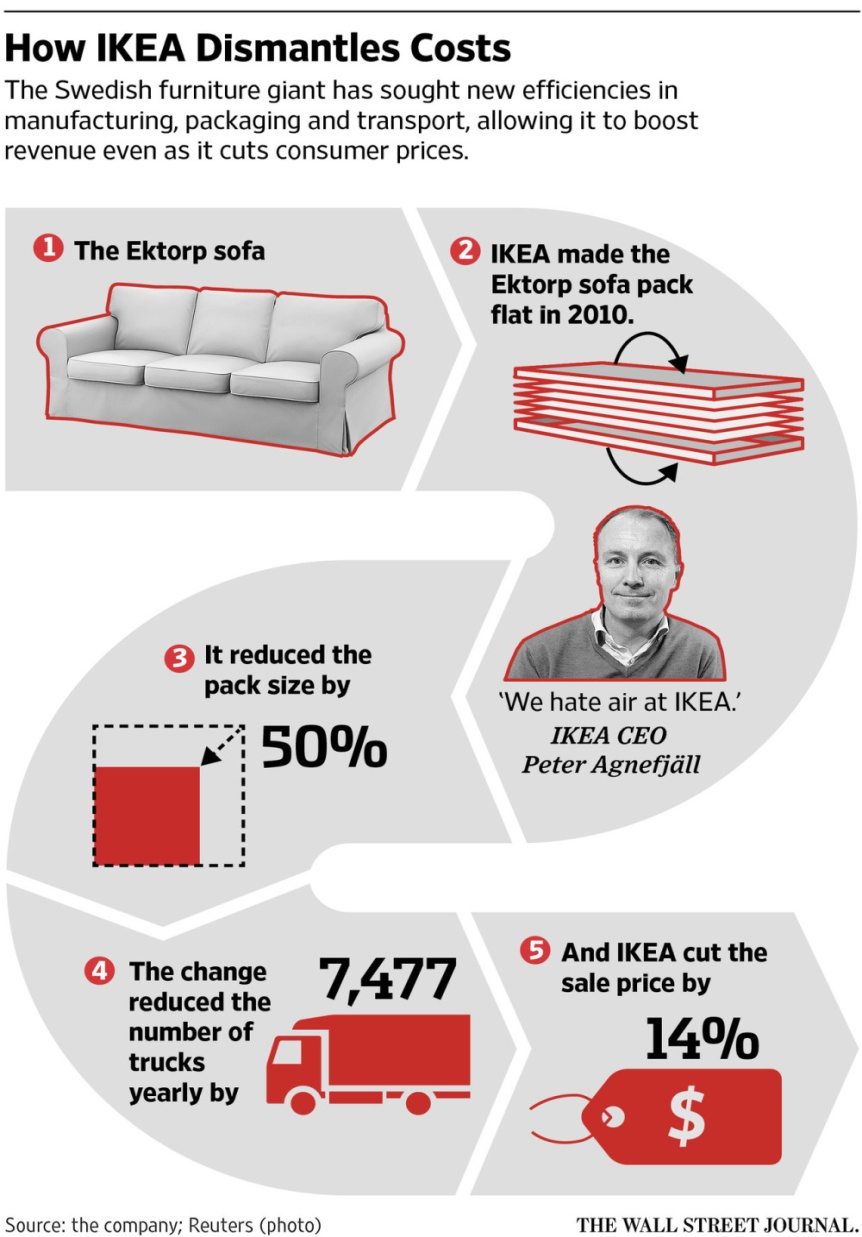 How IKEA Dismantles Costs
The Swedish furniture giant has sought new efficiencies in
manufacturing, packaging and transport, allowing it to boost
revenue even as it cuts consumer prices.
1 The Ektorp sofa
2 IKEA made the
Ektorp sofa pack
flat in 2010.
‘We hate air at IKEA.’
IKEA CEO
Peter Agnefjäll
3 It reduced the
pack size by
50%
4 The change
reduced the
number of
trucks
yearly by
7,477
5 And IKEA cut the
sale price by
14%
$
Source: the company; Reuters (photo)
THE WALL STREET JOURNAL.